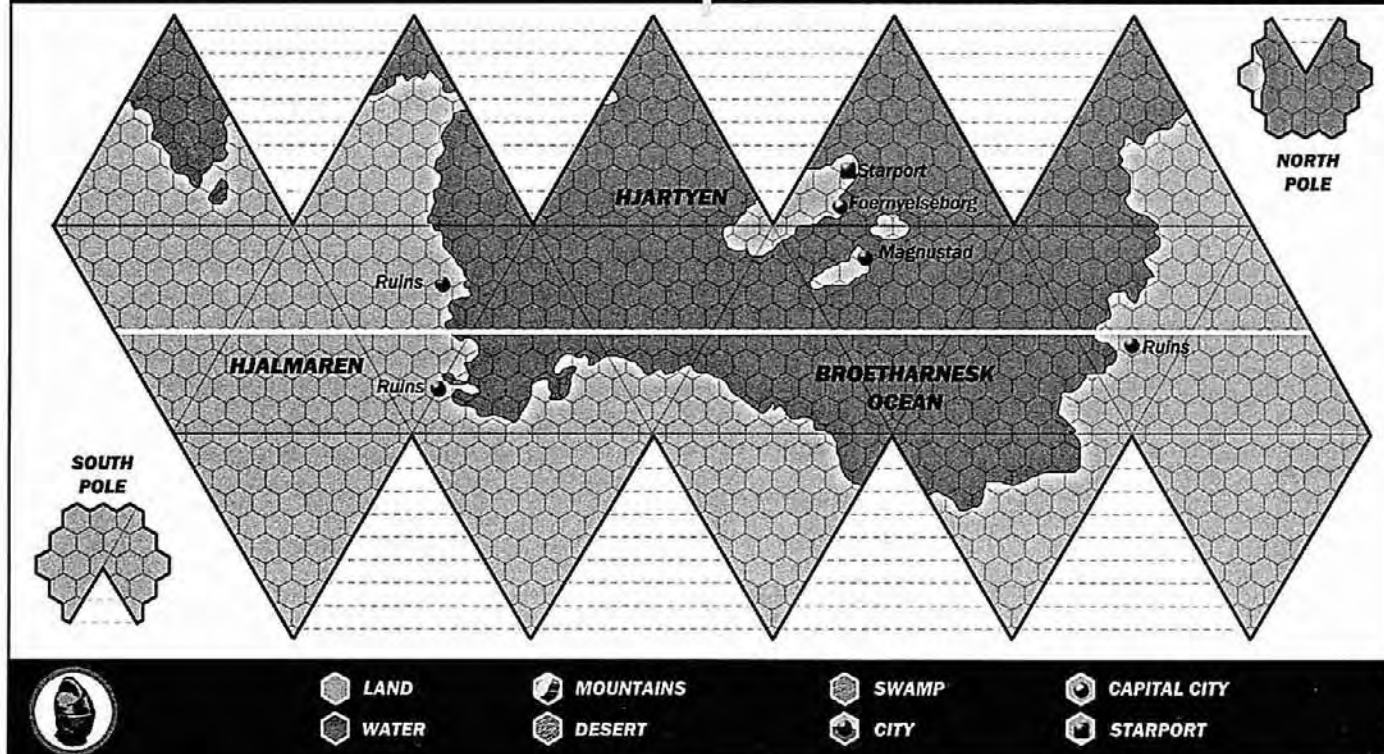 NORTH
POLE
Starport
HJARTYEN
Foernyelseborg
Magnustad
Ruins
Ruins
HJALMAREN
Ruins
BROETHARNESK
OCEAN
SOUTH
POLE
LAND
MOUNTAINS
SWAMP
CAPITAL CITY
WATER
DESERT
CITY
STARPORT